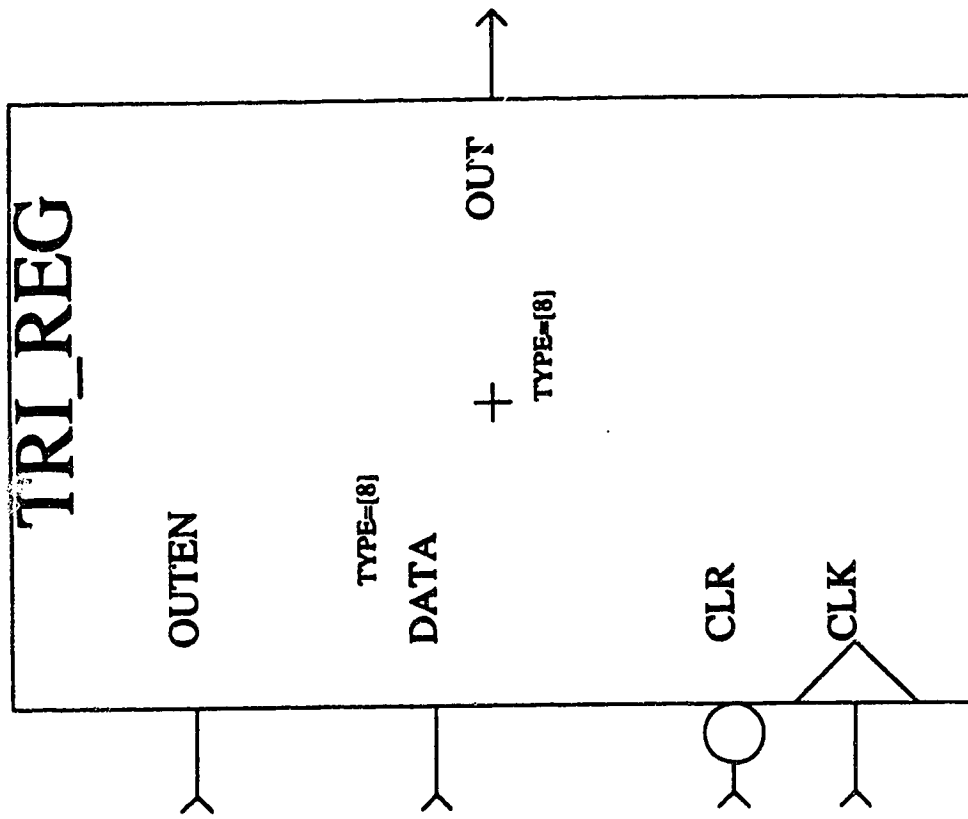 TRI_REG
OUTEN
TYPE=[8]
DATA
OUT
TYPE=[8]
CLR
CLK